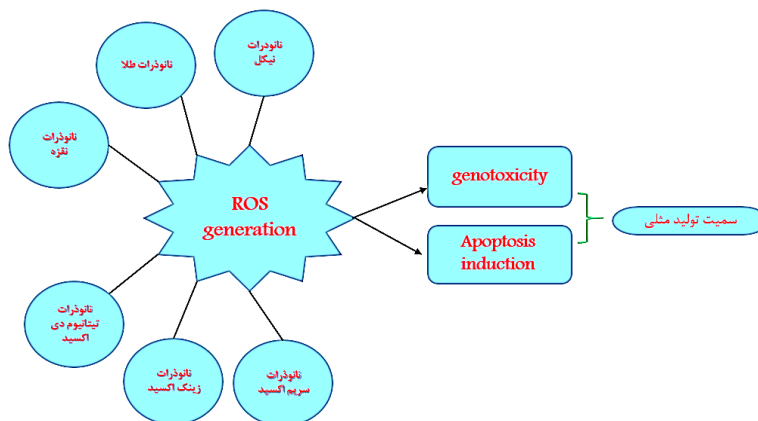 نانوذرات
نیکل
نانوذرات طلا
نانوذرات
نقره
ROS
generation
genotoxicity
Apoptosis
induction
سمیت تولید مثلی
نانوذرات
تیتانیوم دی
اکسید
نانوذرات
زینک اکسید
نانوذرات
سریم اکسید